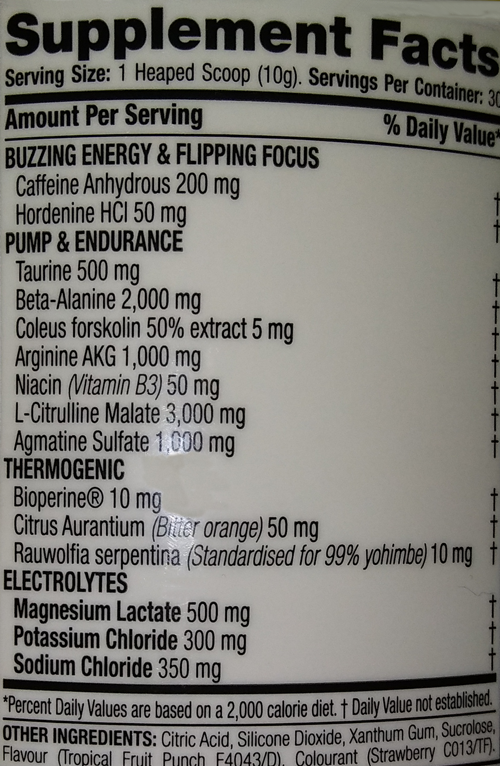 Supplement Facts
Serving Size: 1 Heaped Scoop (10g). Servings Per Container: 30
Amount Per Serving % Daily Value*
BUZZING ENERGY & FLIPPING FOCUS
Caffeine Anhydrous 200 mg †
Hordenine HCl 50 mg †
PUMP & ENDURANCE
Taurine 500 mg †
Beta-Alanine 2,000 mg †
Coleus forskolin 50% extract 5 mg †
Arginine AKG 1,000 mg †
Niacin (Vitamin B3) 50 mg †
L-Citrulline Malate 3,000 mg †
Agmatine Sulfate 1,000 mg †
THERMOGENIC
Bioperine® 10 mg †
Citrus Aurantium (Bitter orange) 50 mg †
Rauwolfia serpentina (Standardised for 99% yohimbe) 10 mg †
ELECTROLYTES
Magnesium Lactate 500 mg †
Potassium Chloride 300 mg †
Sodium Chloride 350 mg †
*Percent Daily Values are based on a 2,000 calorie diet. † Daily Value not established.
OTHER INGREDIENTS: Citric Acid, Silicone Dioxide, Xanthum Gum, Sucrolose,
Flavour (Tropical Fruit Punch F4043/D). Colourant (Strawberry C013/TF).